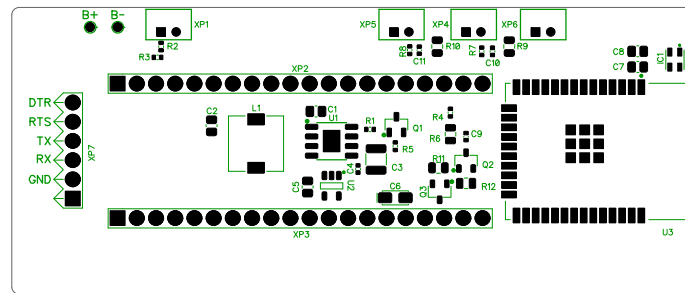 B+ B- XP1 XP5 XP4 XP6
R2 R3
R8 C11 R10 R7 C10 R9
C8 C7 IC1
XP2
DTR
RTS
TX
RX
GND
XP7
C2 L1 C1 U1 R1 Q1 R4 R6 C9
R5
C3 C4 R11 Q2
C5 U2 C6 Q3 R12
XP3
U3